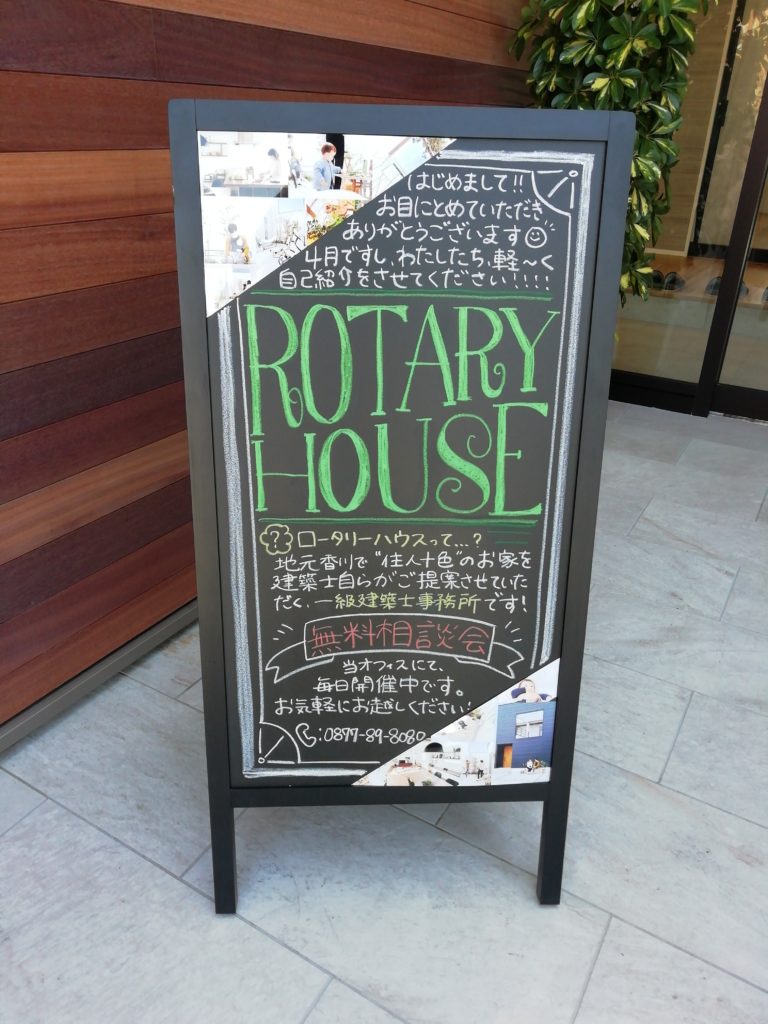 はじめまして!!
お目にとめていただき
ありがとうございます
4月ですし、わたしたち、軽〜く
自己紹介をさせてください!!!!
ROTARY
HOUSE
? ロータリーハウスって...?
地元香川で"住人十色"のお家を
建築士自らがご提案させていた
だく、一級建築士事務所です!
無料相談会
当オフィスにて、
毎日開催中です。
お気軽にお越しください!
:0877-89-8080